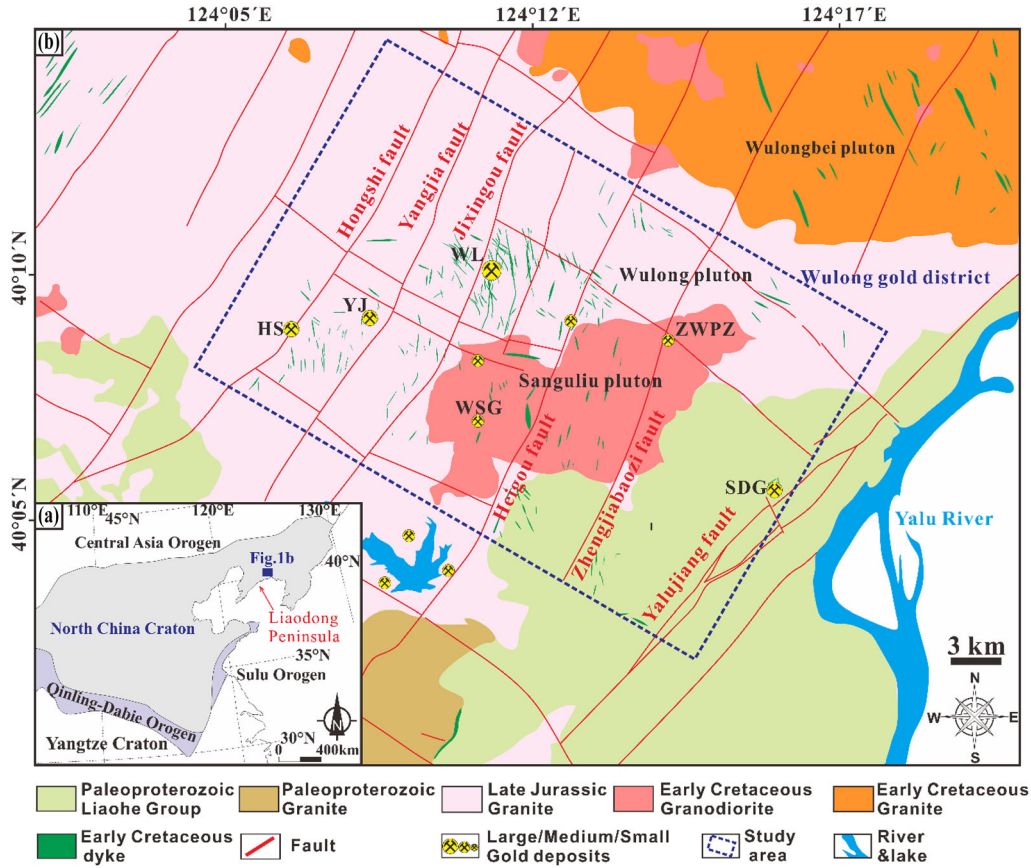 124°05´E
124°12´E
124°17´E
(b)
Wulongbei pluton
Hongshi fault
Yangjia fault
Jixingou fault
WL
Wulong pluton
Wulong gold district
40°10´N
HS
YJ
ZWPZ
Sanguliu pluton
WSG
Heigou fault
Zhengjiabaozi fault
SDG
Yalujiang fault
Yalu River
40°05´N
(a)
110°E
45°N
120°E
130°E
Central Asia Orogen
Fig.1b
40°N
North China Craton
Liaodong
Peninsula
35°N
Sulu Orogen
Qinling-Dabie Orogen
Yangtze Craton
30°N
N
0
400km
3 km
N
W
E
S
Paleoproterozoic
Liaohe Group
Paleoproterozoic
Granite
Late Jurassic
Granite
Early Cretaceous
Granodiorite
Early Cretaceous
Granite
Early Cretaceous
dyke
Fault
Large/Medium/Small
Gold deposits
Study
area
River
&lake